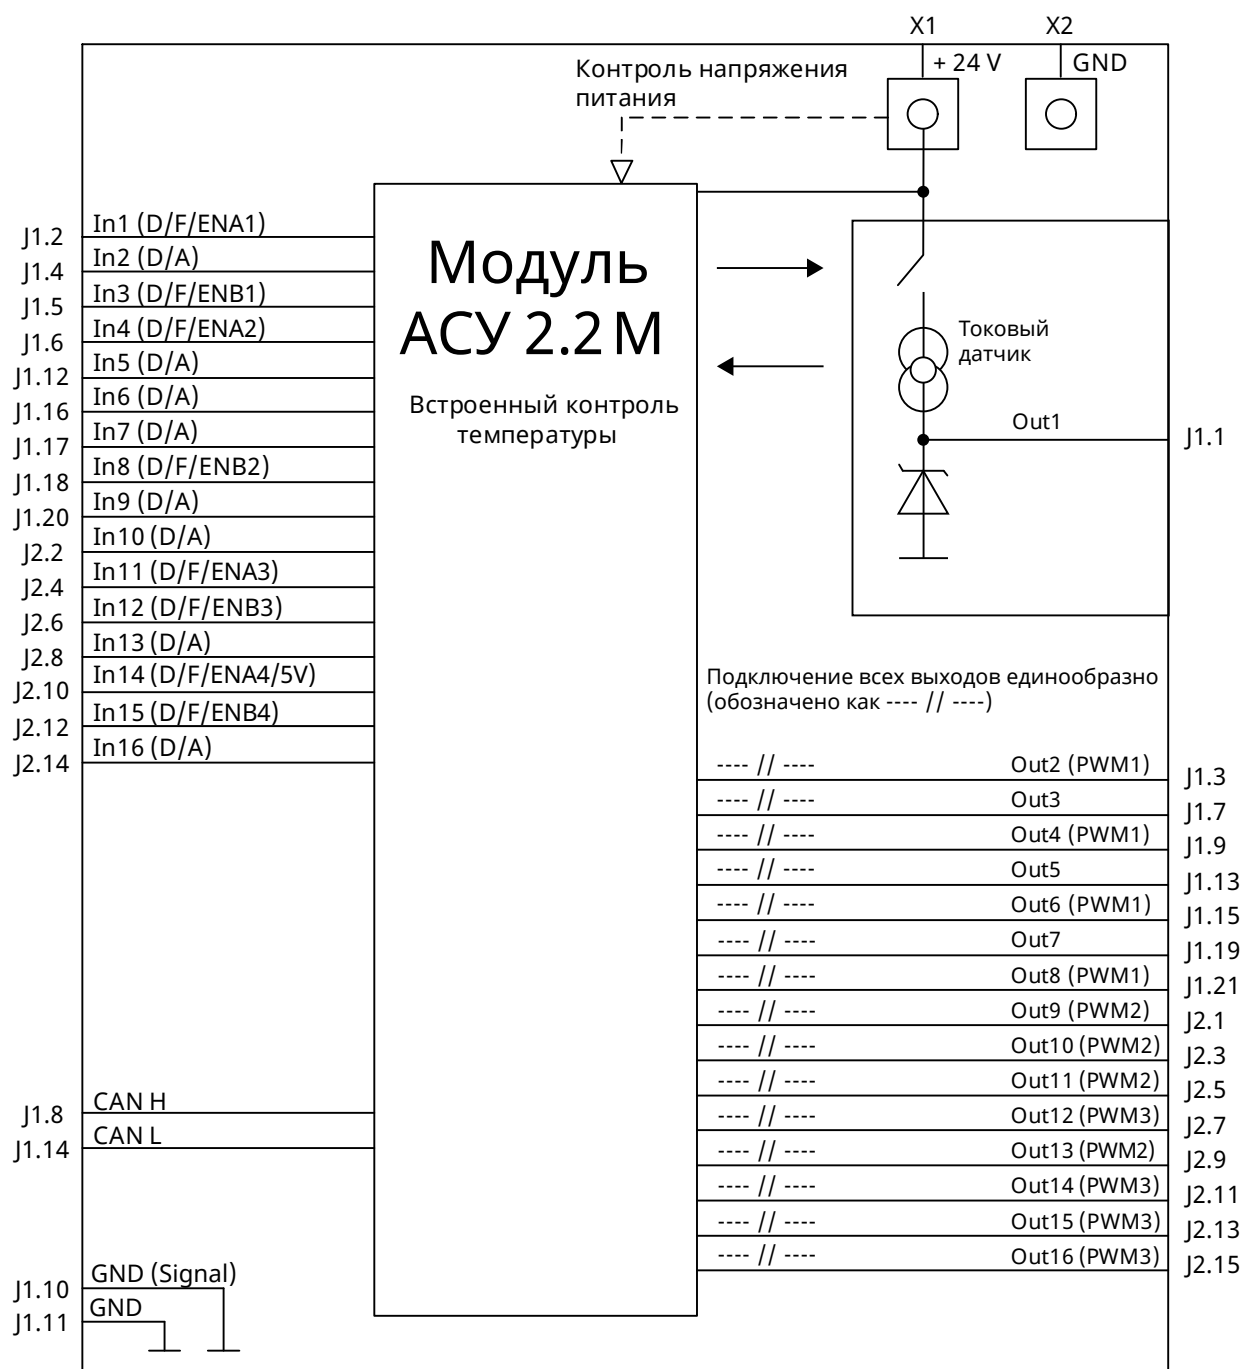 X1
X2
+ 24 V
GND
Контроль напряжения
питания
J1.2
In1 (D/F/ENA1)
J1.4
In2 (D/A)
J1.5
In3 (D/F/ENB1)
J1.6
In4 (D/F/ENA2)
J1.12
In5 (D/A)
J1.16
In6 (D/A)
J1.17
In7 (D/A)
J1.18
In8 (D/F/ENB2)
J1.20
In9 (D/A)
J2.2
In10 (D/A)
J2.4
In11 (D/F/ENA3)
J2.6
In12 (D/F/ENB3)
J2.8
In13 (D/A)
J2.10
In14 (D/F/ENA4/5V)
J2.12
In15 (D/F/ENB4)
J2.14
In16 (D/A)
J1.8
CAN H
J1.14
CAN L
J1.10
GND (Signal)
J1.11
GND
Модуль
АСУ 2.2 М
Встроенный контроль
температуры
Токовый
датчик
Out1
J1.1
Подключение всех выходов единообразно
(обозначено как ---- // ----)
---- // ---- Out2 (PWM1) J1.3
---- // ---- Out3 J1.7
---- // ---- Out4 (PWM1) J1.9
---- // ---- Out5 J1.13
---- // ---- Out6 (PWM1) J1.15
---- // ---- Out7 J1.19
---- // ---- Out8 (PWM1) J1.21
---- // ---- Out9 (PWM2) J2.1
---- // ---- Out10 (PWM2) J2.3
---- // ---- Out11 (PWM2) J2.5
---- // ---- Out12 (PWM3) J2.7
---- // ---- Out13 (PWM2) J2.9
---- // ---- Out14 (PWM3) J2.11
---- // ---- Out15 (PWM3) J2.13
---- // ---- Out16 (PWM3) J2.15